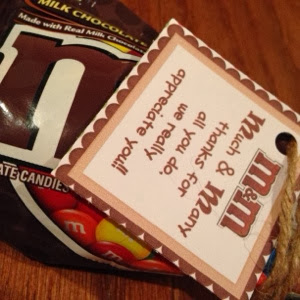 MILK CHOCOLATE
Made with Real Milk Chocolate
m
ATE CANDIES
m&m
Much & Many
thanks for
all you do,
we really
appreciate you!!